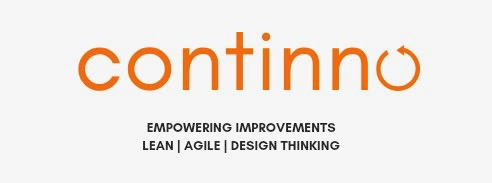 continno
EMPOWERING IMPROVEMENTS
LEAN | AGILE | DESIGN THINKING